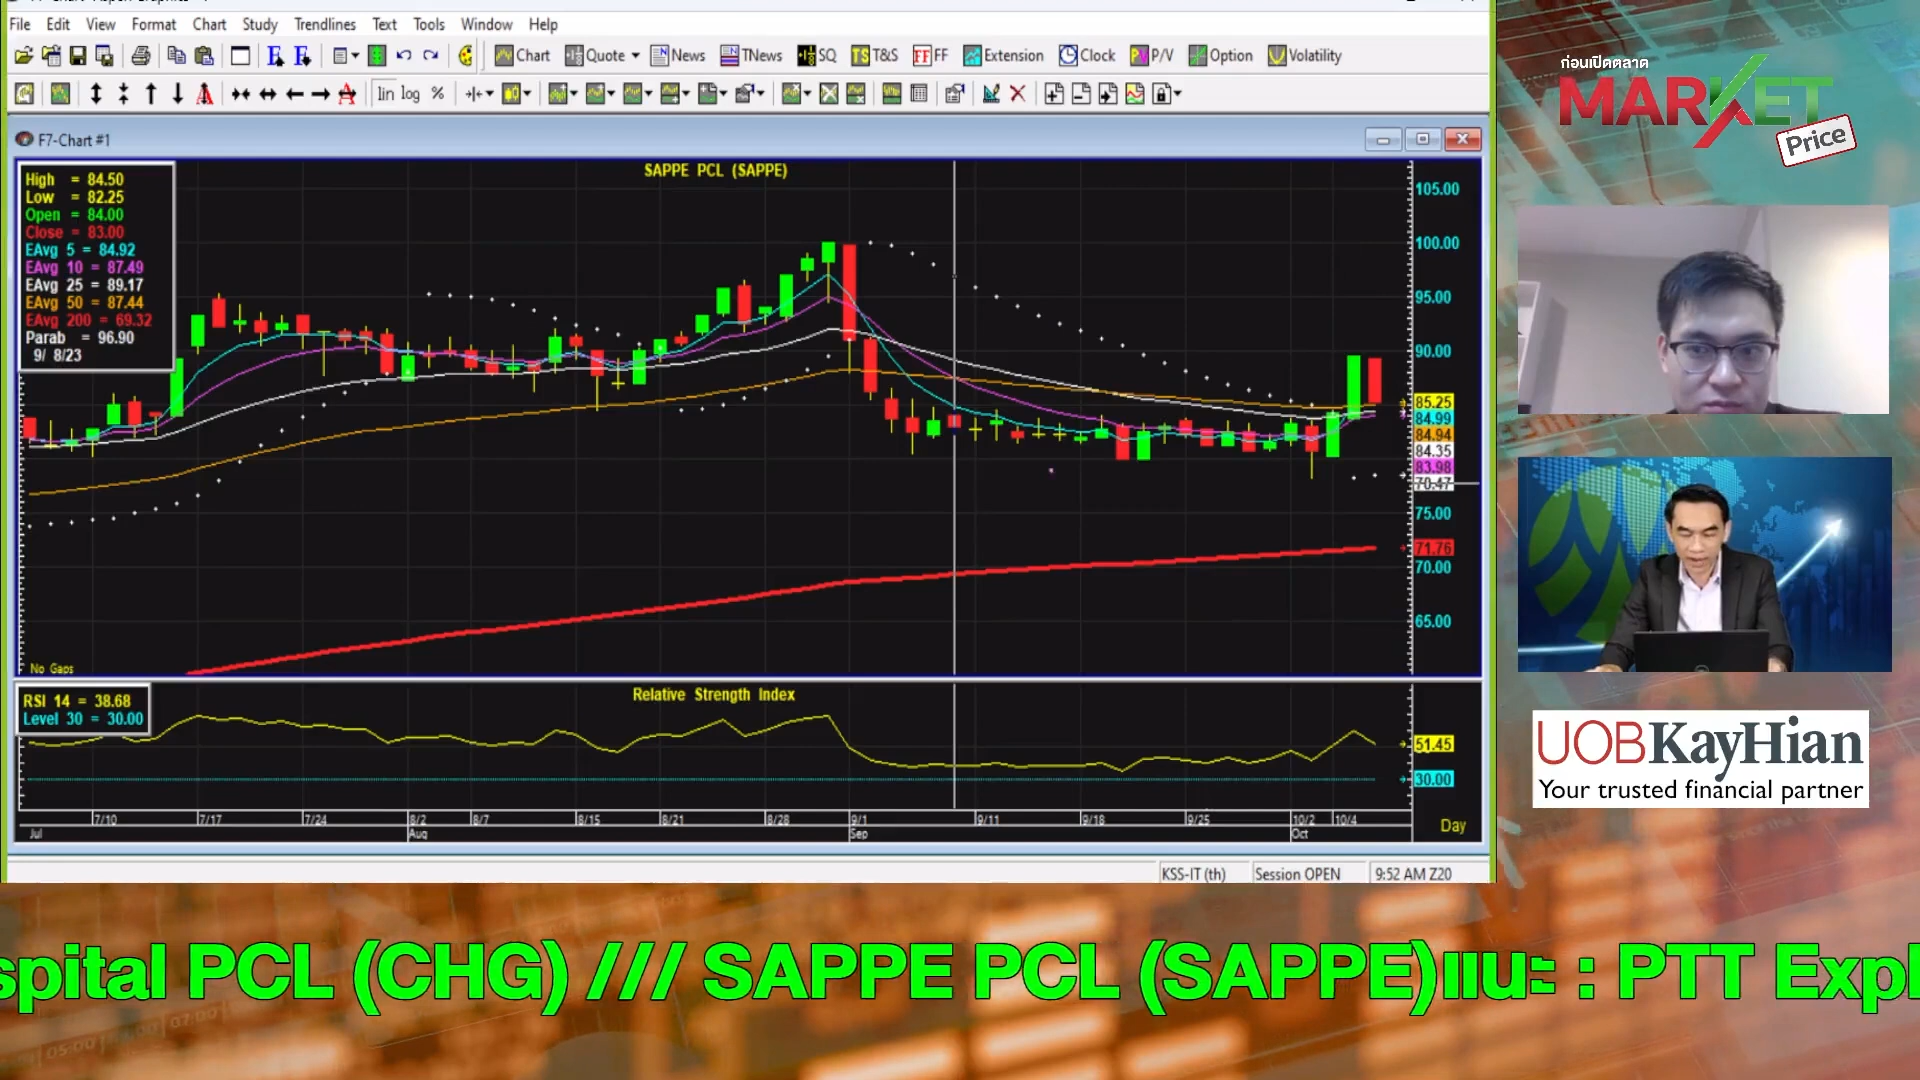 File Edit View Format Chart Study Trendlines Text Tools Window Help
Chart Quote News TNews SQ T&S FF Extension Clock P/V Option Volatility
lin log %
F7-Chart #1
SAPPE PCL (SAPPE)
High = 84.50
Low = 82.25
Open = 84.00
Close = 83.00
EAvg 5 = 84.92
EAvg 10 = 87.49
EAvg 25 = 89.17
EAvg 50 = 87.44
EAvg 200 = 69.32
Parab = 96.90
9/ 8/23
105.00
100.00
95.00
90.00
85.25
84.99
84.94
84.35
83.98
75.00
71.76
70.00
65.00
No Gaps
Relative Strength Index
RSI 14 = 38.68
Level 30 = 30.00
51.45
30.00
7/10 7/17 7/24 8/2 8/7 8/15 8/21 8/28 9/1 9/11 9/18 9/25 10/2 10/4
Jul Aug Sep Oct
Day
KSS-IT (th) Session OPEN 9:52 AM Z20
ก่อนเปิดตลาด
MARKET
Price
UOBKayHian
Your trusted financial partner
spital PCL (CHG) /// SAPPE PCL (SAPPE)แนะ : PTT Expl